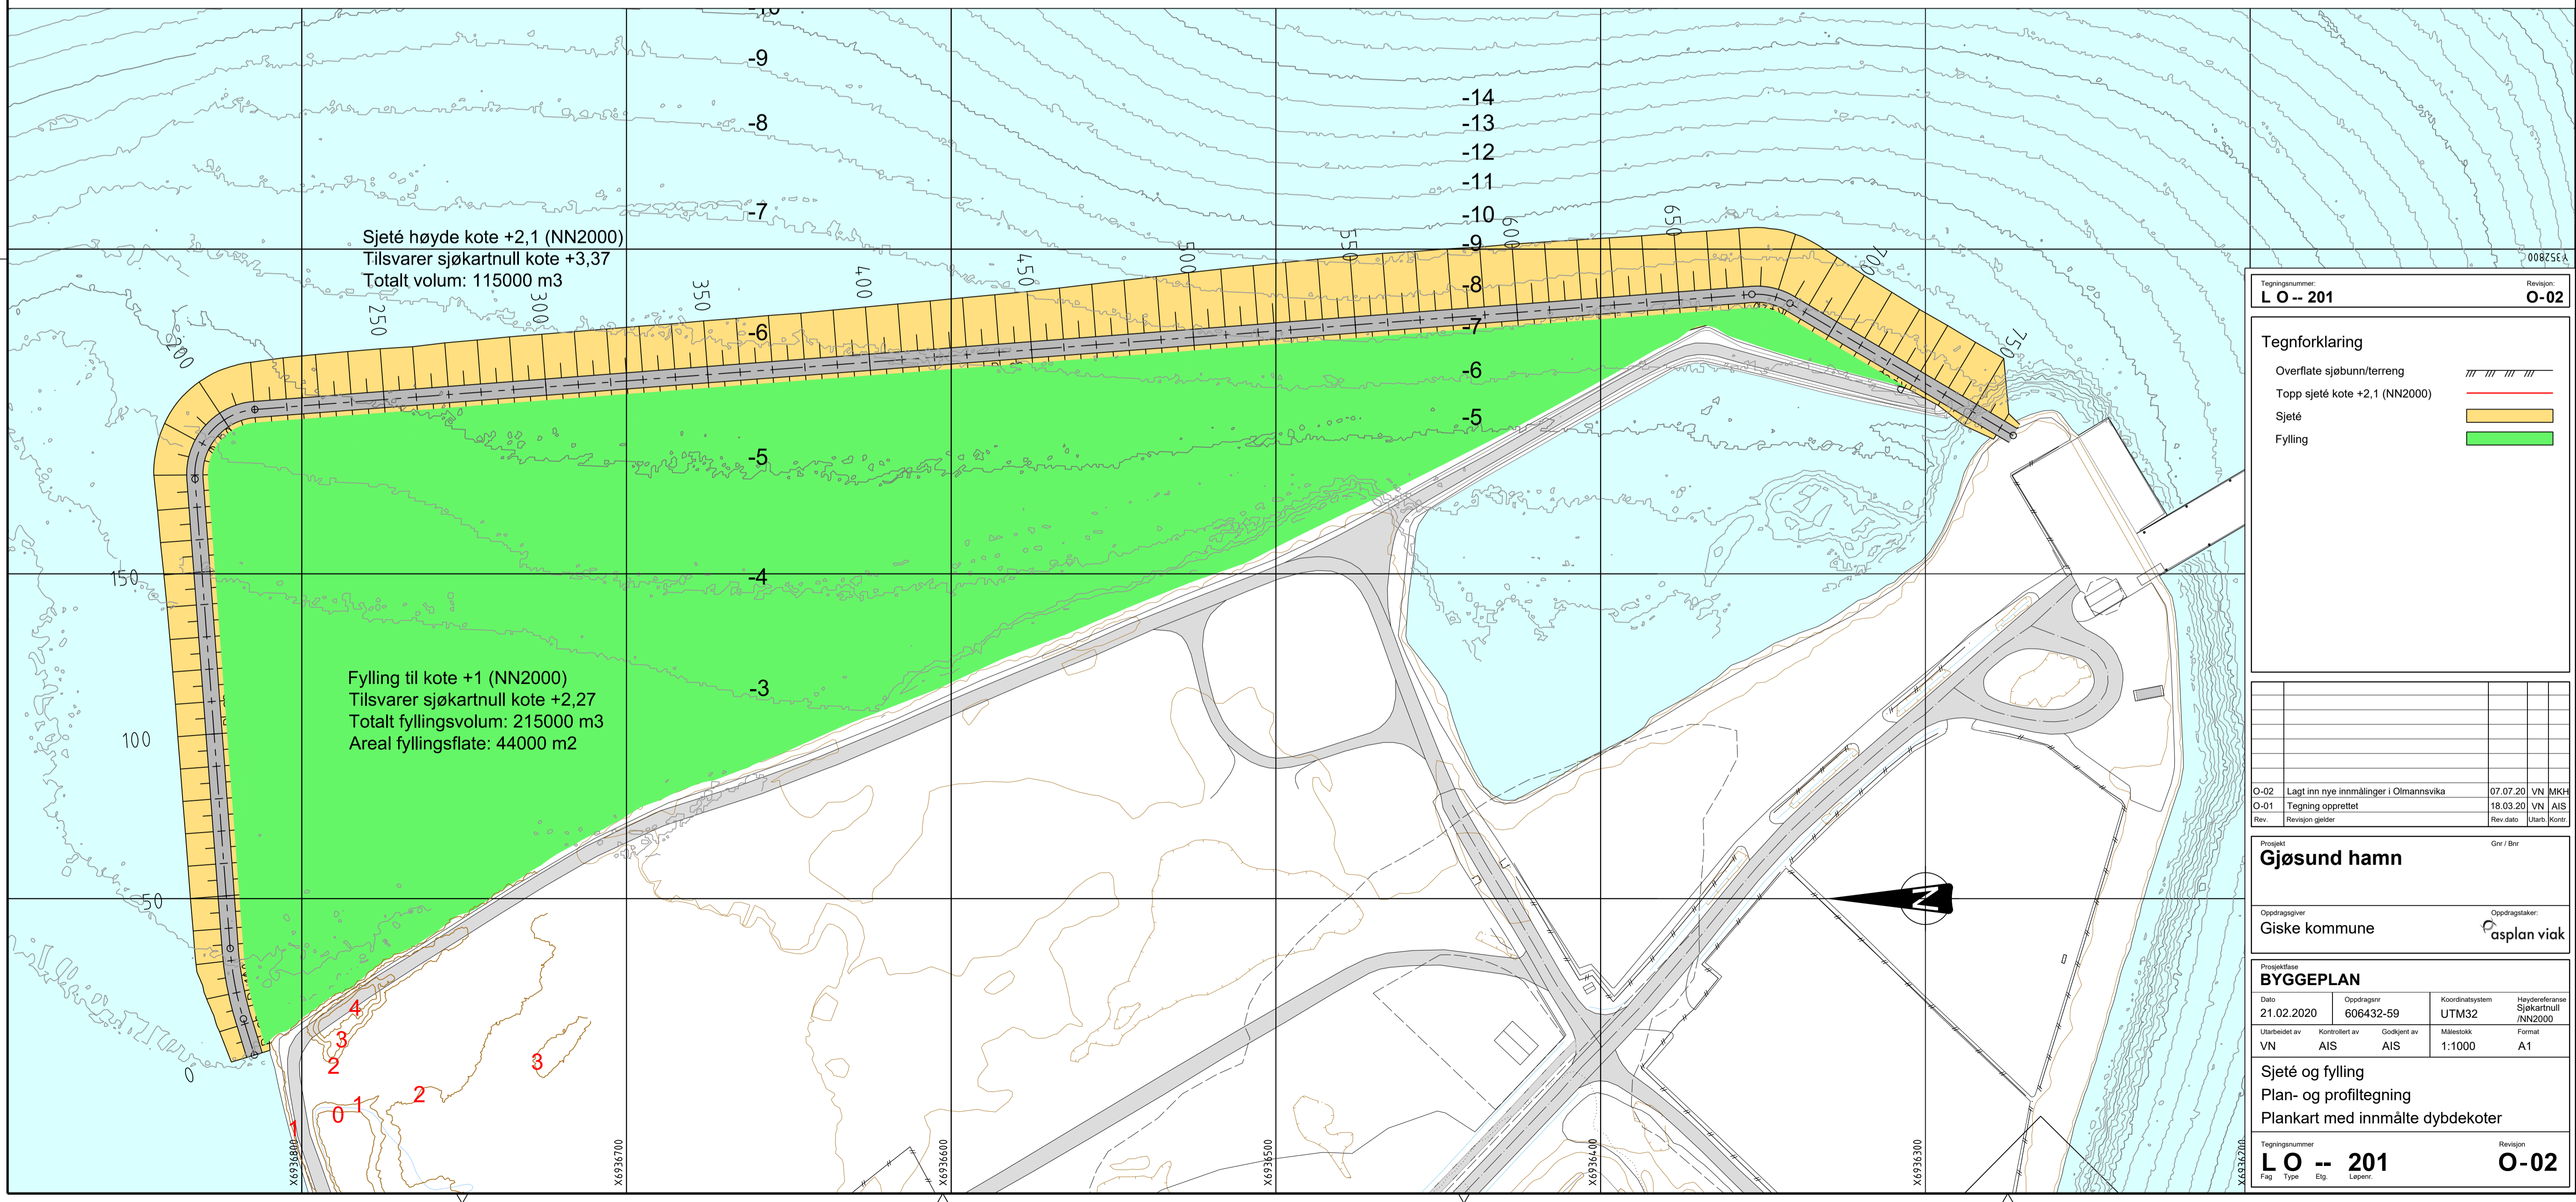 -10
-9
-8
-7
-14
-13
-12
-11
-10
-9
-8
-7
-6
-5
Sjeté høyde kote +2,1 (NN2000)
Tilsvarer sjøkartnull kote +3,37
Totalt volum: 115000 m3
-6
-5
-4
-3
0
50
100
150
200
250
300
350
400
450
500
550
600
650
700
750
Fylling til kote +1 (NN2000)
Tilsvarer sjøkartnull kote +2,27
Totalt fyllingsvolum: 215000 m3
Areal fyllingsflate: 44000 m2
4
3
2
1
0
1
2
3
N
X6936800
X6936700
X6936600
X6936500
X6936400
X6936300
X6936200
Y352800
Tegningsnummer: Revisjon:
L O -- 201 O-02
Tegnforklaring
Overflate sjøbunn/terreng
Topp sjeté kote +2,1 (NN2000)
Sjeté
Fylling
O-02 Lagt inn nye innmålinger i Olmannsvika 07.07.20 VN MKH
O-01 Tegning opprettet 18.03.20 VN AIS
Rev. Revisjon gjelder Rev.dato Utarb. Kontr.
Prosjekt Gnr / Bnr
Gjøsund hamn
Oppdragsgiver Oppdragstaker:
Giske kommune asplan viak
Prosjektfase
BYGGEPLAN
Dato Oppdragsnr Koordinatsystem Høydereferanse
21.02.2020 606432-59 UTM32 Sjøkartnull
/NN2000
Utarbeidet av Kontrollert av Godkjent av Målestokk Format
VN AIS AIS 1:1000 A1
Sjeté og fylling
Plan- og profiltegning
Plankart med innmålte dybdekoter
Tegningsnummer Revisjon
L O -- 201 O-02
Fag Type Etg. Løpenr.